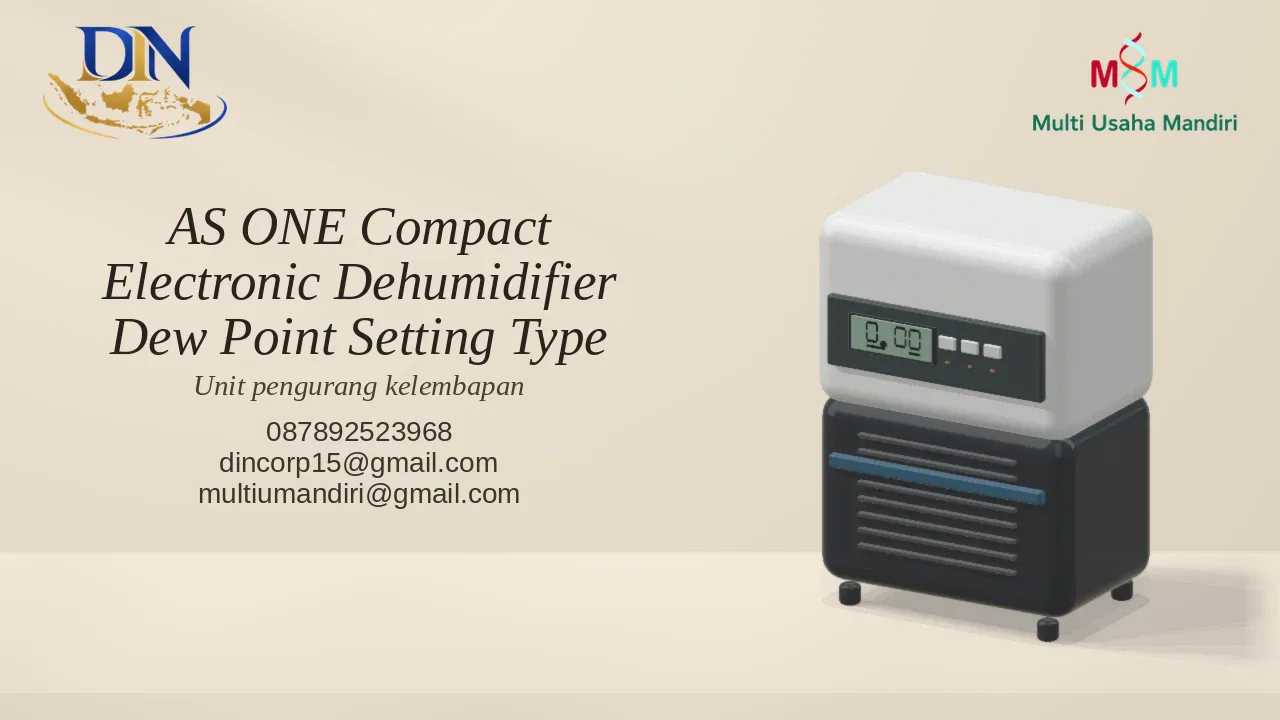 DN
M M
Multi Usaha Mandiri
AS ONE Compact
Electronic Dehumidifier
Dew Point Setting Type
Unit pengurang kelembapan
087892523968
dincorp15@gmail.com
multiumandiri@gmail.com
0.00